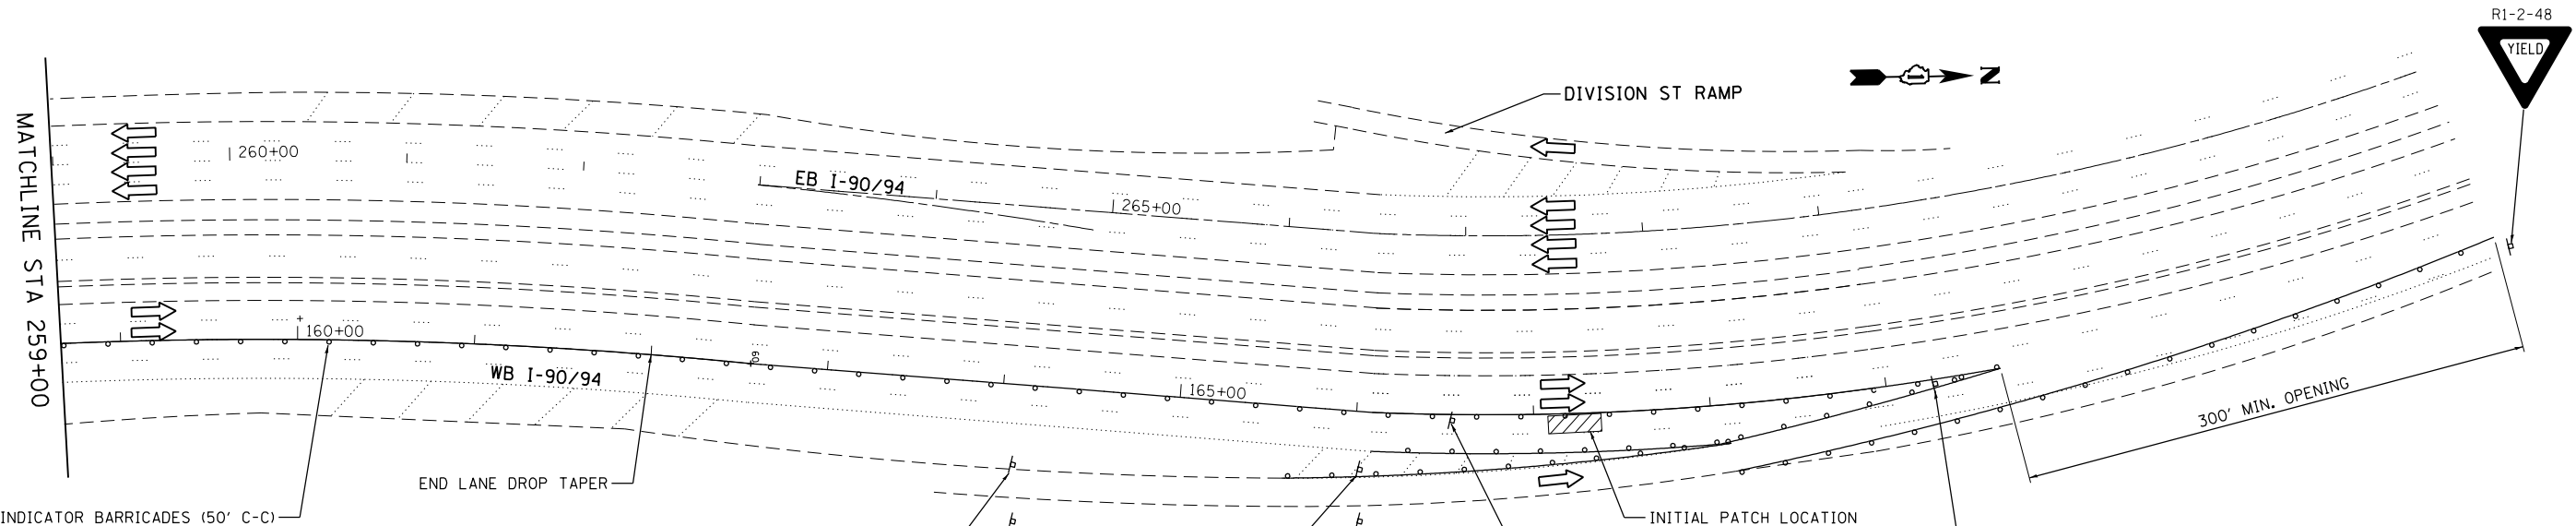 R1-2-48
YIELD
DIVISION ST RAMP
N
MATCHLINE STA 259+00
260+00
EB I-90/94
265+00
160+00
WB I-90/94
165+00
300' MIN. OPENING
END LANE DROP TAPER
INDICATOR BARRICADES (50' C-C)
INITIAL PATCH LOCATION